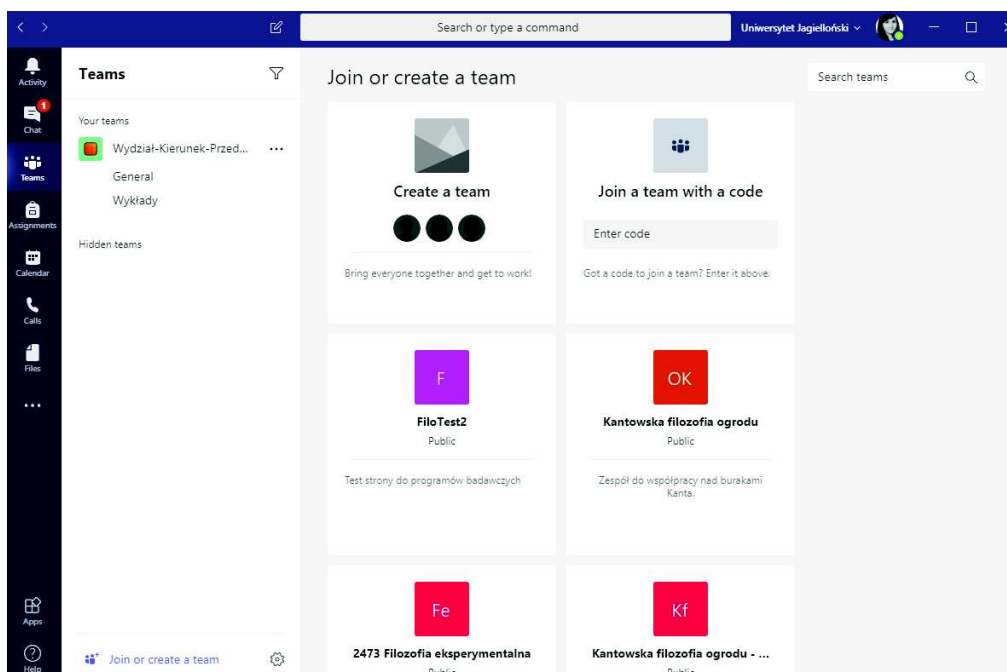 Search or type a command
Uniwersytet Jagielloński
Activity
1
Chat
Teams
Assignments
Calendar
Calls
Files
Apps
Help
Teams
Your teams
Wydział-Kierunek-Przed...
General
Wykłady
Hidden teams
Join or create a team
Join or create a team
Search teams
Create a team
Bring everyone together and get to work!
Join a team with a code
Enter code
Got a code to join a team? Enter it above.
F
FiloTest2
Public
Test strony do programów badawczych
OK
Kantowska filozofia ogrodu
Public
Zespół do współpracy nad burakami
Kanta.
Fe
2473 Filozofia eksperymentalna
Public
Kf
Kantowska filozofia ogrodu - ...
Public